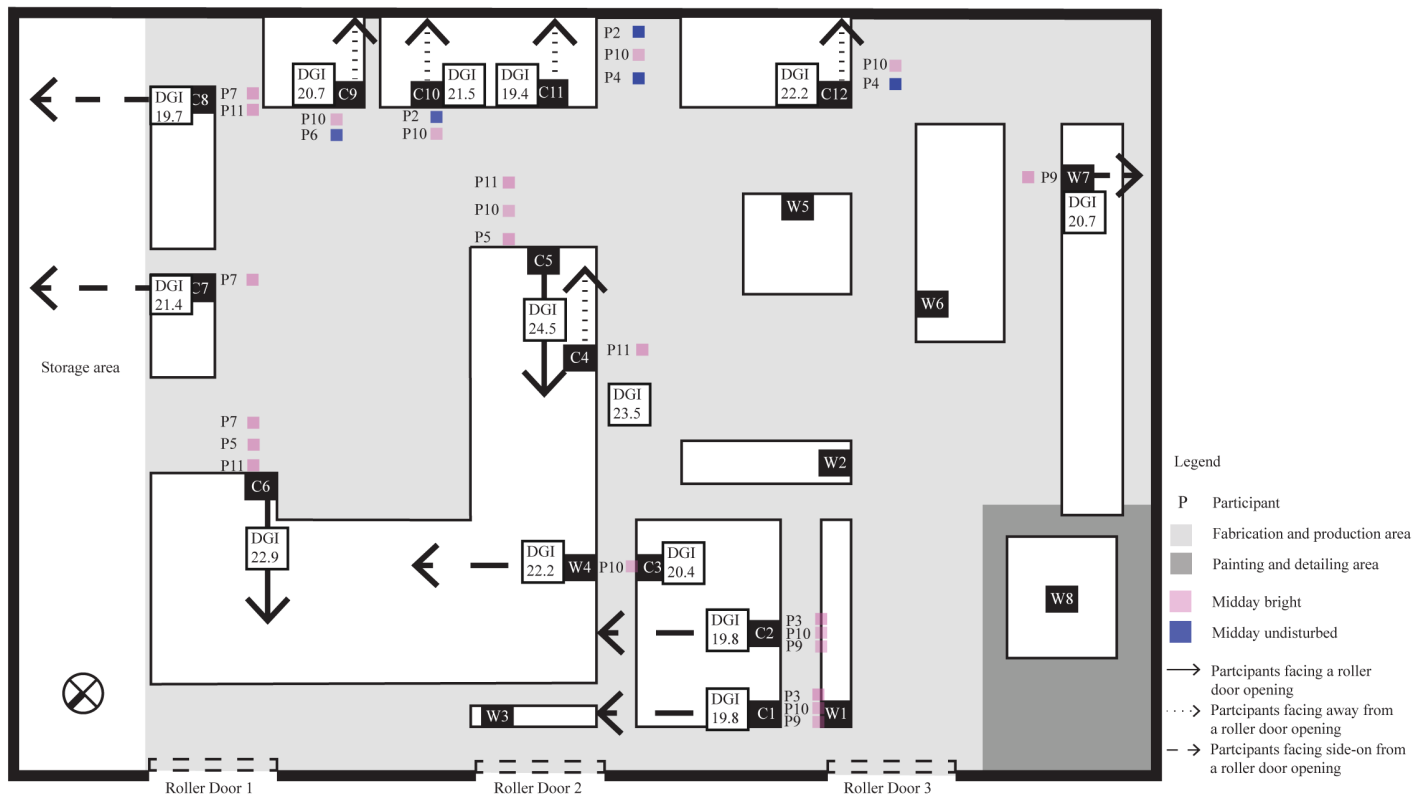 P2
P10
P4
DGI
20.7
C9
C10
DGI
21.5
DGI
19.4
C11
DGI
22.2
C12
P10
P4
DGI
19.7
C8
P7
P11
P10
P6
P2
P10
P11
P10
P5
P9
W7
DGI
20.7
W5
C5
DGI
21.4
C7
P7
DGI
24.5
W6
C4
P11
Storage area
DGI
23.5
P7
P5
P11
C6
W2
DGI
22.9
DGI
22.2
W4
P10
C3
DGI
20.4
DGI
19.8
C2
P3
P10
P9
W8
DGI
19.8
C1
P3
P10
P9
W1
W3
Roller Door 1
Roller Door 2
Roller Door 3
Legend
P Participant
Fabrication and production area
Painting and detailing area
Midday bright
Midday undisturbed
Partcipants facing a roller
door opening
Partcipants facing away from
a roller door opening
Partcipants facing side-on from
a roller door opening